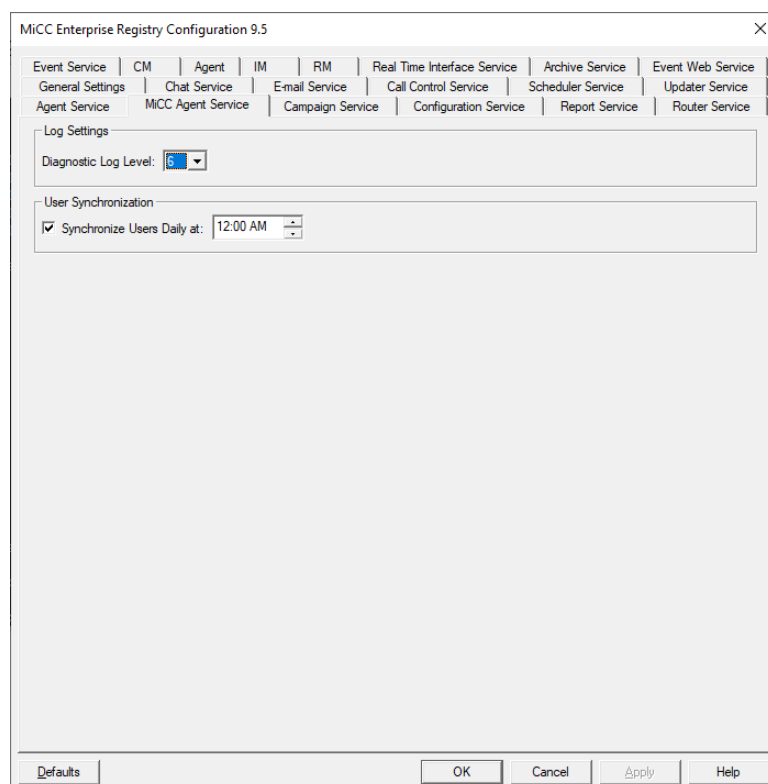 MiCC Enterprise Registry Configuration 9.5
Event Service CM Agent IM RM Real Time Interface Service Archive Service Event Web Service
General Settings Chat Service E-mail Service Call Control Service Scheduler Service Updater Service
Agent Service MiCC Agent Service Campaign Service Configuration Service Report Service Router Service
Log Settings
Diagnostic Log Level: 6
User Synchronization
Synchronize Users Daily at: 12:00 AM
Defaults OK Cancel Apply Help